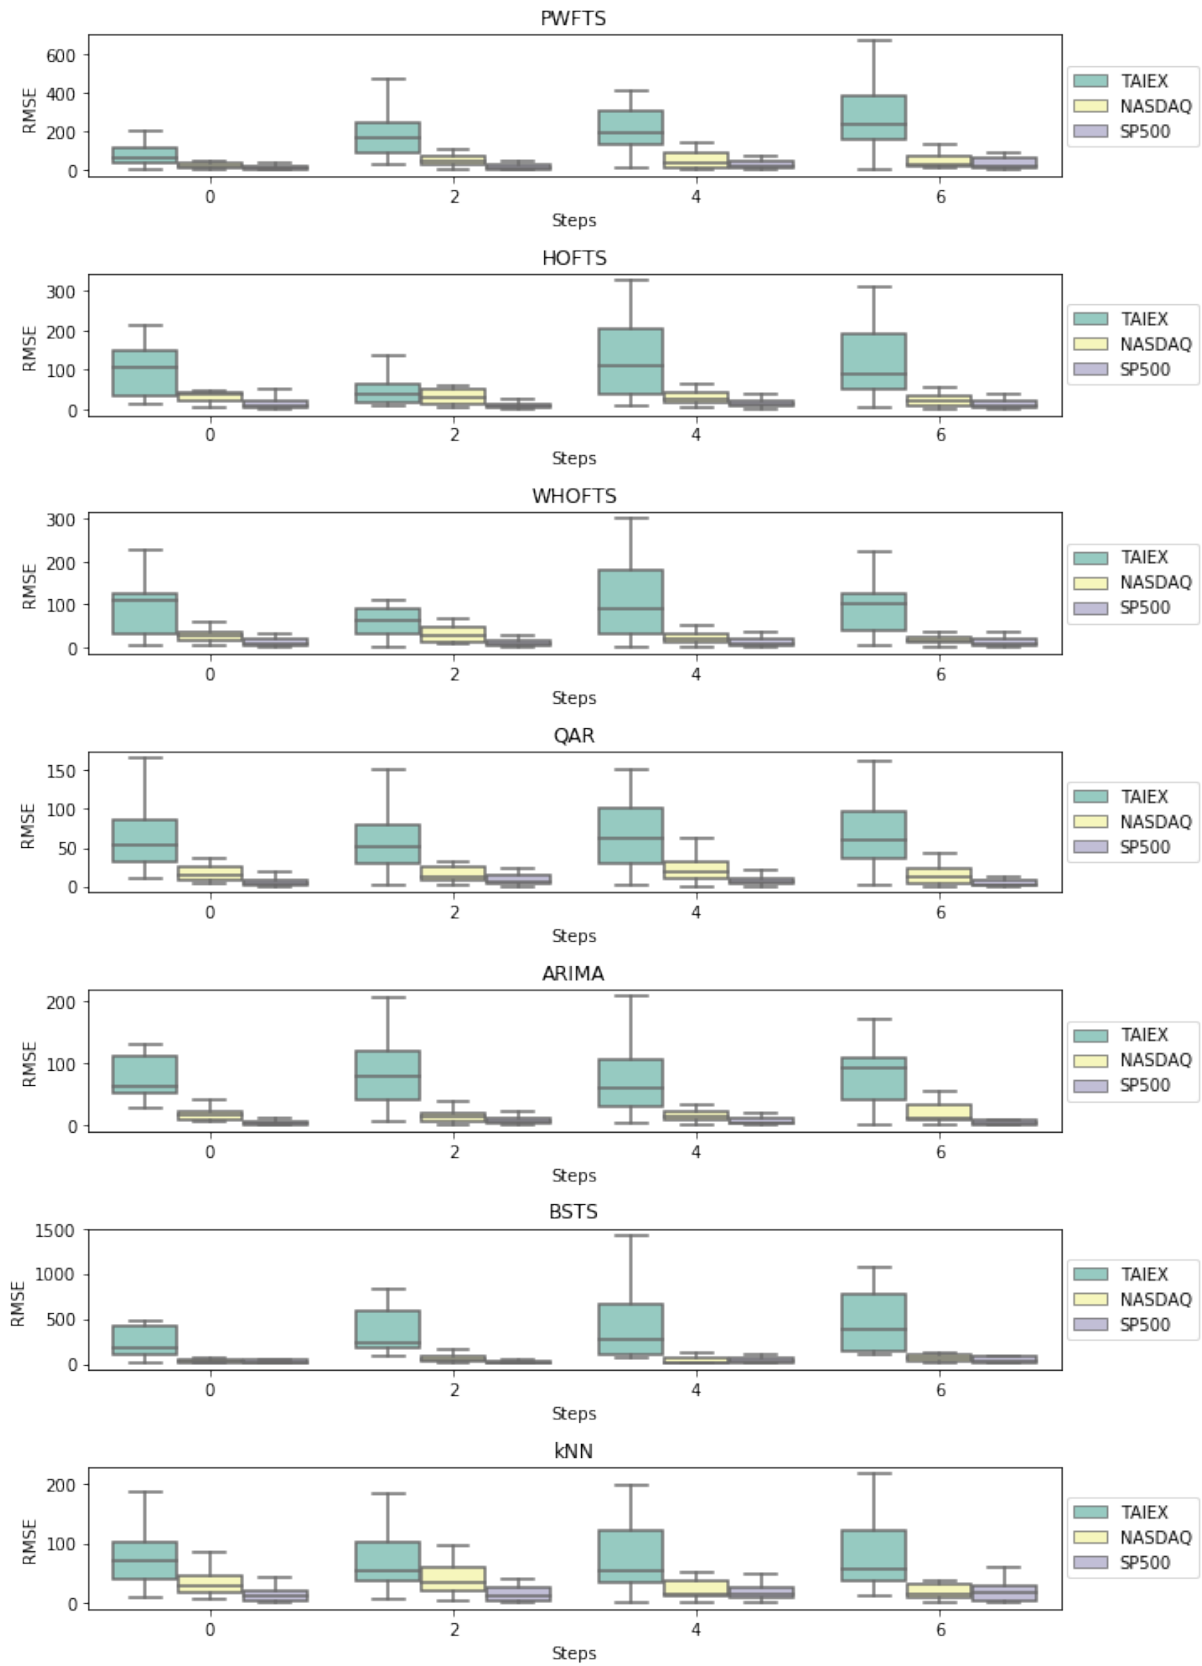 PWFTS
600
400
200
0
RMSE
0 2 4 6
Steps
TAIEX
NASDAQ
SP500
HOFTS
300
200
100
0
RMSE
0 2 4 6
Steps
TAIEX
NASDAQ
SP500
WHOFTS
300
200
100
0
RMSE
0 2 4 6
Steps
TAIEX
NASDAQ
SP500
QAR
150
100
50
0
RMSE
0 2 4 6
Steps
TAIEX
NASDAQ
SP500
ARIMA
200
100
0
RMSE
0 2 4 6
Steps
TAIEX
NASDAQ
SP500
BSTS
1500
1000
500
0
RMSE
0 2 4 6
Steps
TAIEX
NASDAQ
SP500
kNN
200
100
0
RMSE
0 2 4 6
Steps
TAIEX
NASDAQ
SP500